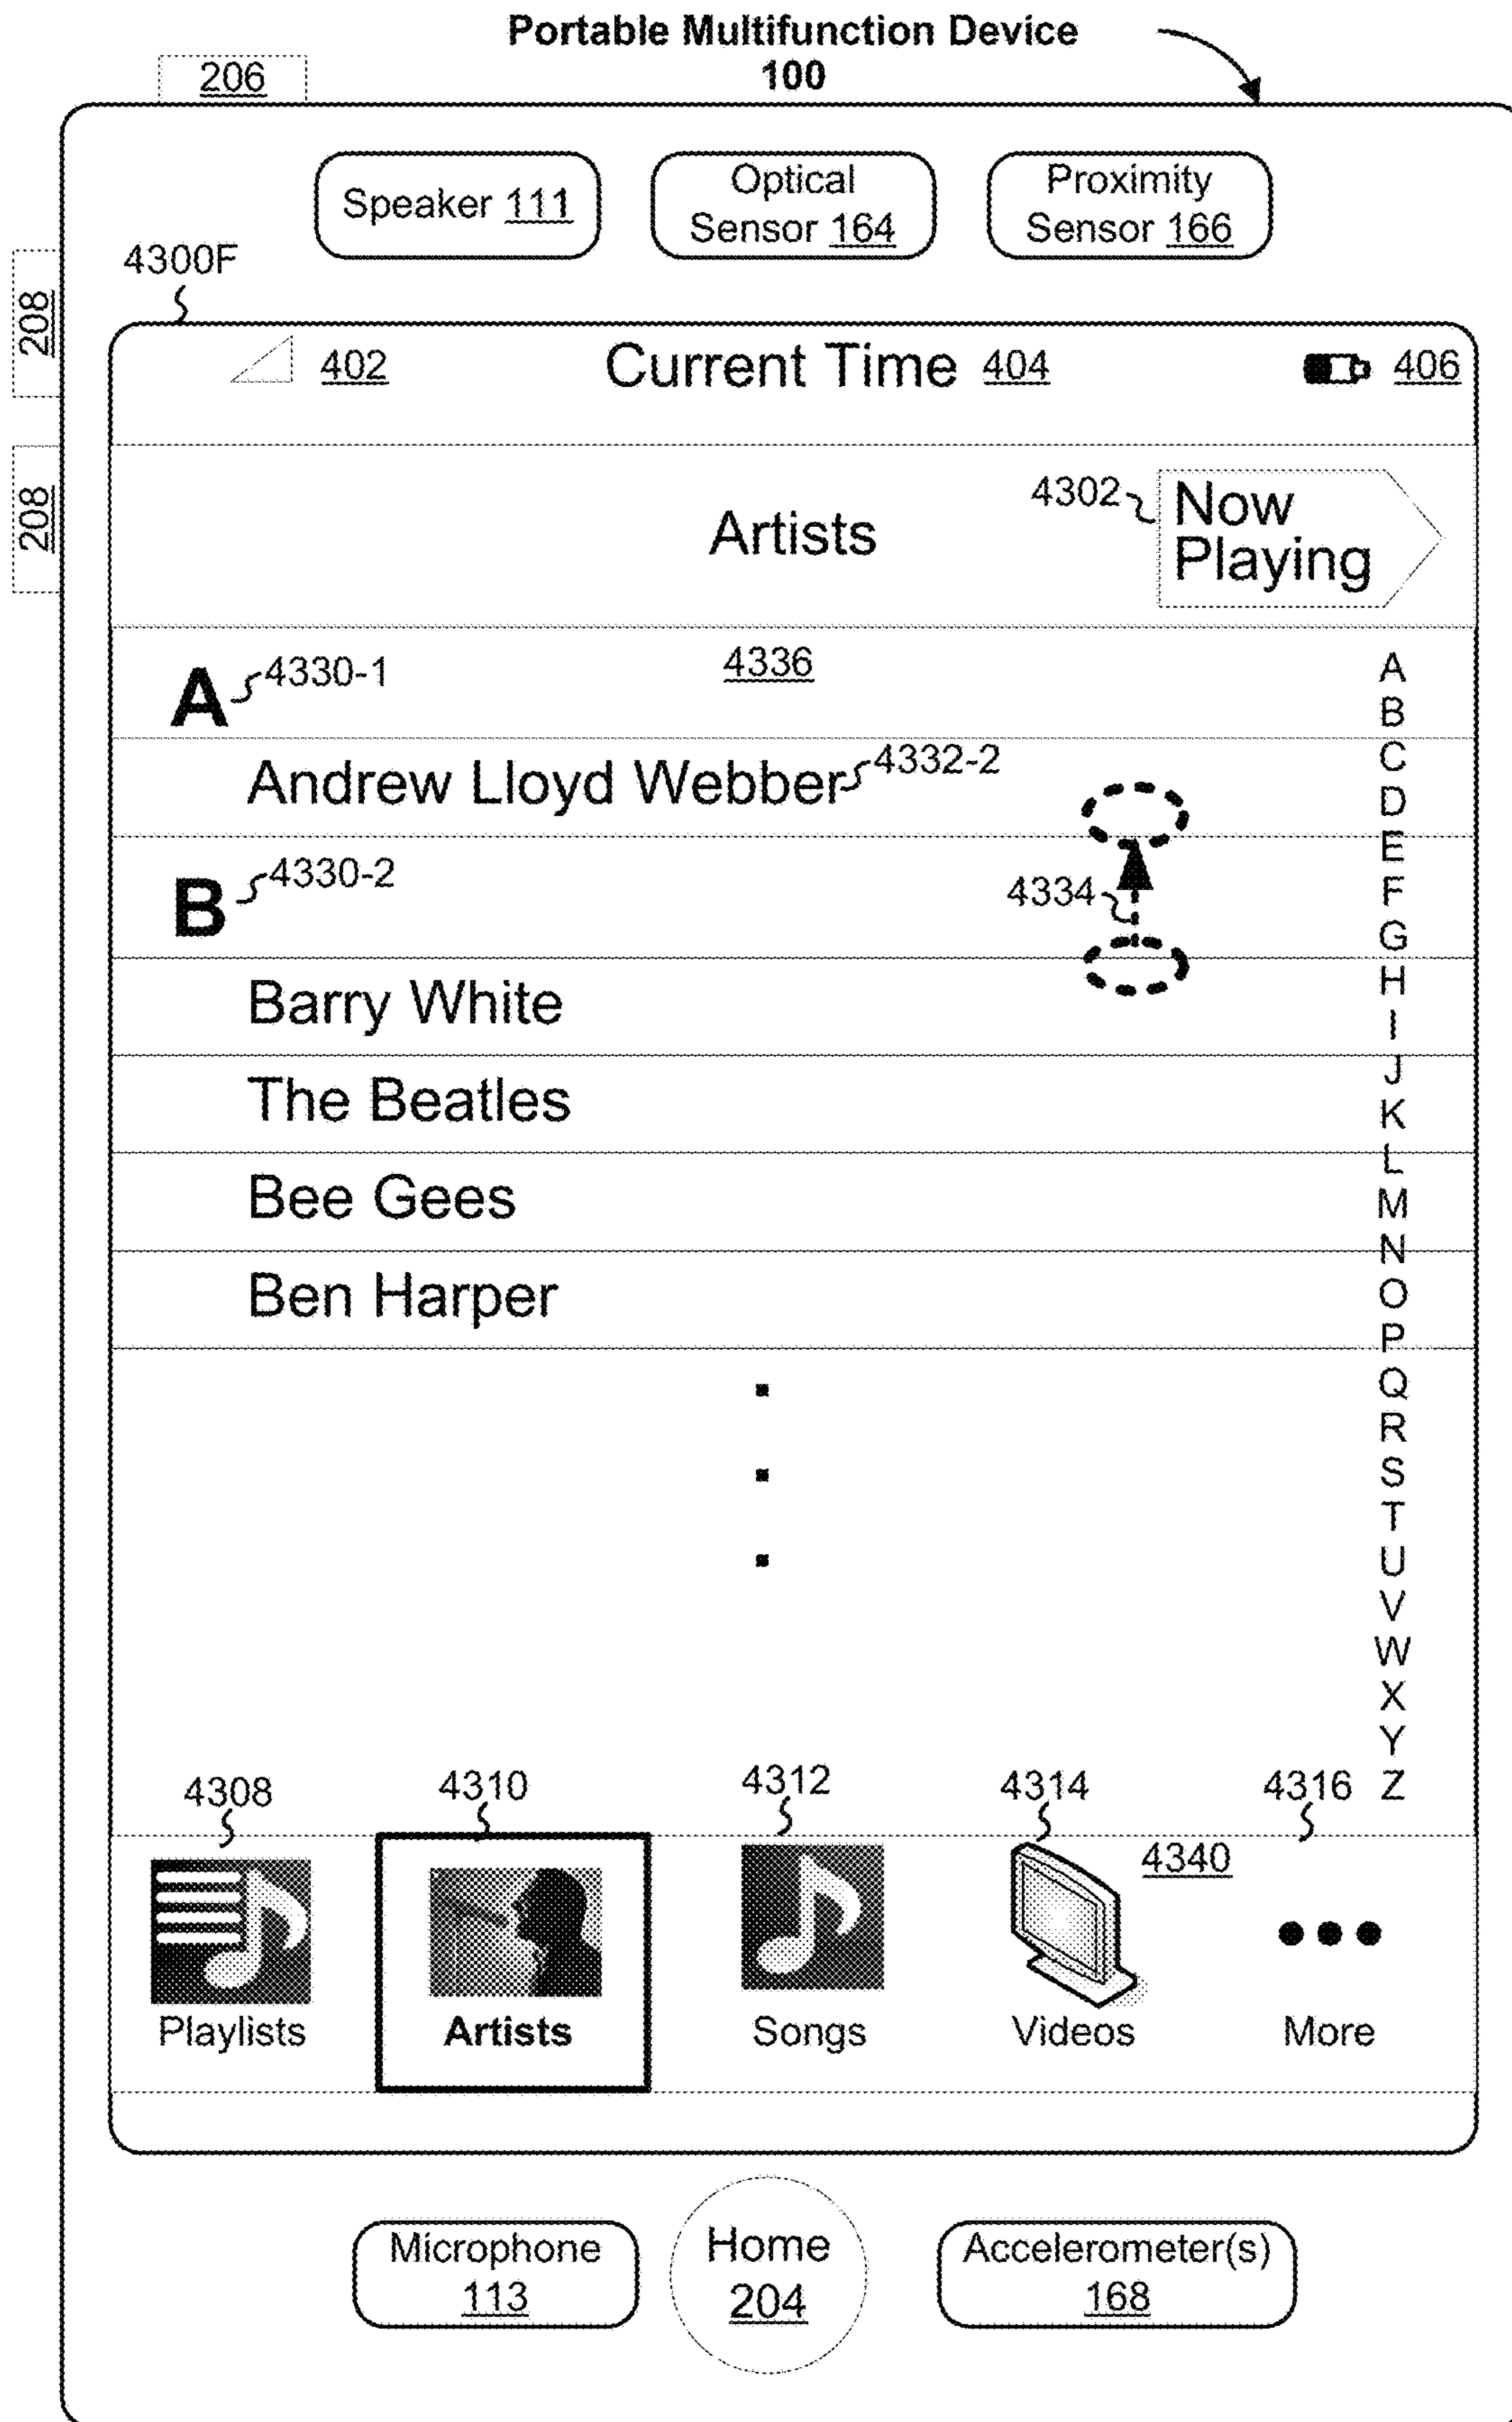 Portable Multifunction Device
100
206
Speaker 111
Optical
Sensor 164
Proximity
Sensor 166
4300F
208
402
Current Time 404
406
208
4302
Now
Playing
Artists
A
4330-1
4336
Andrew Lloyd Webber
4332-2
B
4330-2
4334
Barry White
The Beatles
Bee Gees
Ben Harper
A
B
C
D
E
F
G
H
I
J
K
L
M
N
O
P
Q
R
S
T
U
V
W
X
Y
Z
4308
4310
4312
4314
4316
4340
Playlists
Artists
Songs
Videos
More
Microphone
113
Home
204
Accelerometer(s)
168